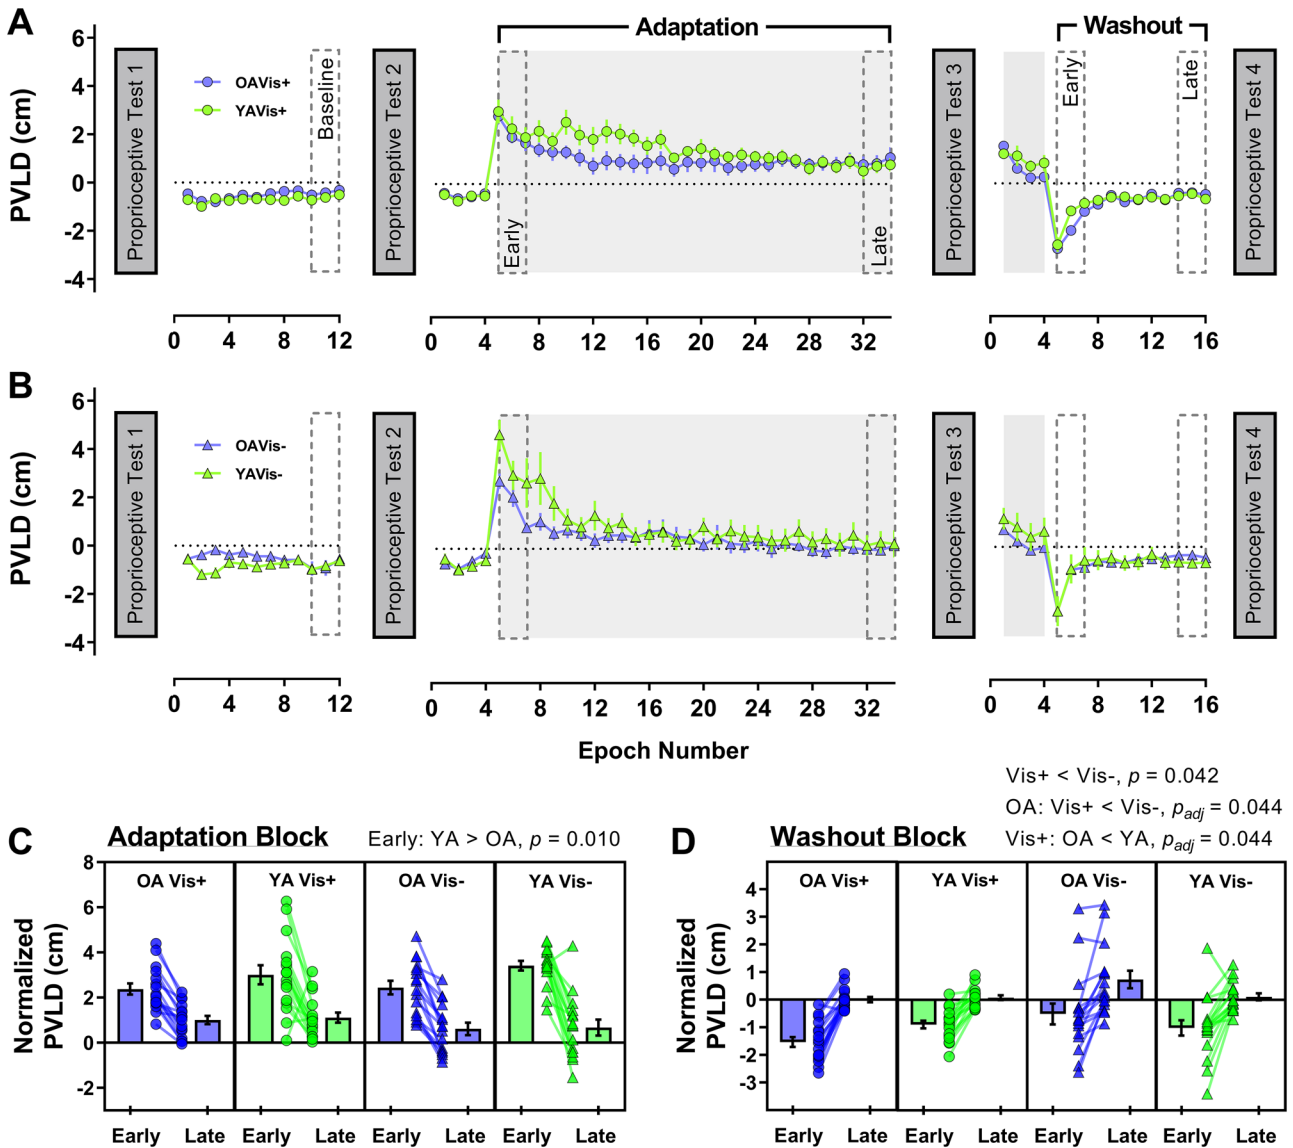 A
Adaptation
Washout
6
4
2
0
-2
-4
PVLD (cm)
Proprioceptive Test 1
OAVis+
YAVis+
Baseline
Proprioceptive Test 2
Early
Late
Proprioceptive Test 3
Early
Late
Proprioceptive Test 4
0 4 8 12
0 4 8 12 16 20 24 28 32
0 4 8 12 16
B
6
4
2
0
-2
-4
PVLD (cm)
Proprioceptive Test 1
OAVis-
YAVis-
Proprioceptive Test 2
Proprioceptive Test 3
Proprioceptive Test 4
0 4 8 12
0 4 8 12 16 20 24 28 32
0 4 8 12 16
Epoch Number
C
Adaptation Block
Early: YA > OA, p = 0.010
8
6
4
2
0
-2
Normalized
PVLD (cm)
OA Vis+
YA Vis+
OA Vis-
YA Vis-
Early Late Early Late Early Late Early Late
Vis+ < Vis-, p = 0.042
OA: Vis+ < Vis-, padj = 0.044
Vis+: OA < YA, padj = 0.044
D
Washout Block
4
3
2
1
0
-1
-2
-3
Normalized
PVLD (cm)
OA Vis+
YA Vis+
OA Vis-
YA Vis-
Early Late Early Late Early Late Early Late